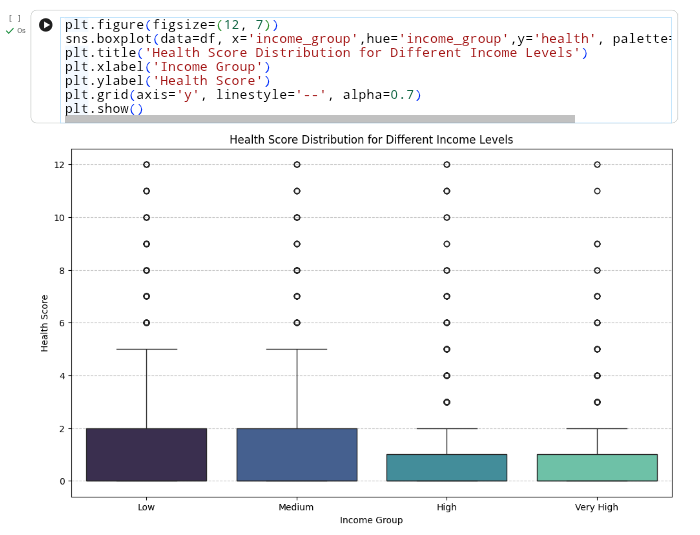 [ ]
0s
plt.figure(figsize=(12, 7))
sns.boxplot(data=df, x='income_group',hue='income_group',y='health', palette=
plt.title('Health Score Distribution for Different Income Levels')
plt.xlabel('Income Group')
plt.ylabel('Health Score')
plt.grid(axis='y', linestyle='--', alpha=0.7)
plt.show()
Health Score Distribution for Different Income Levels
12
10
8
6
4
2
0
Health Score
Low Medium High Very High
Income Group